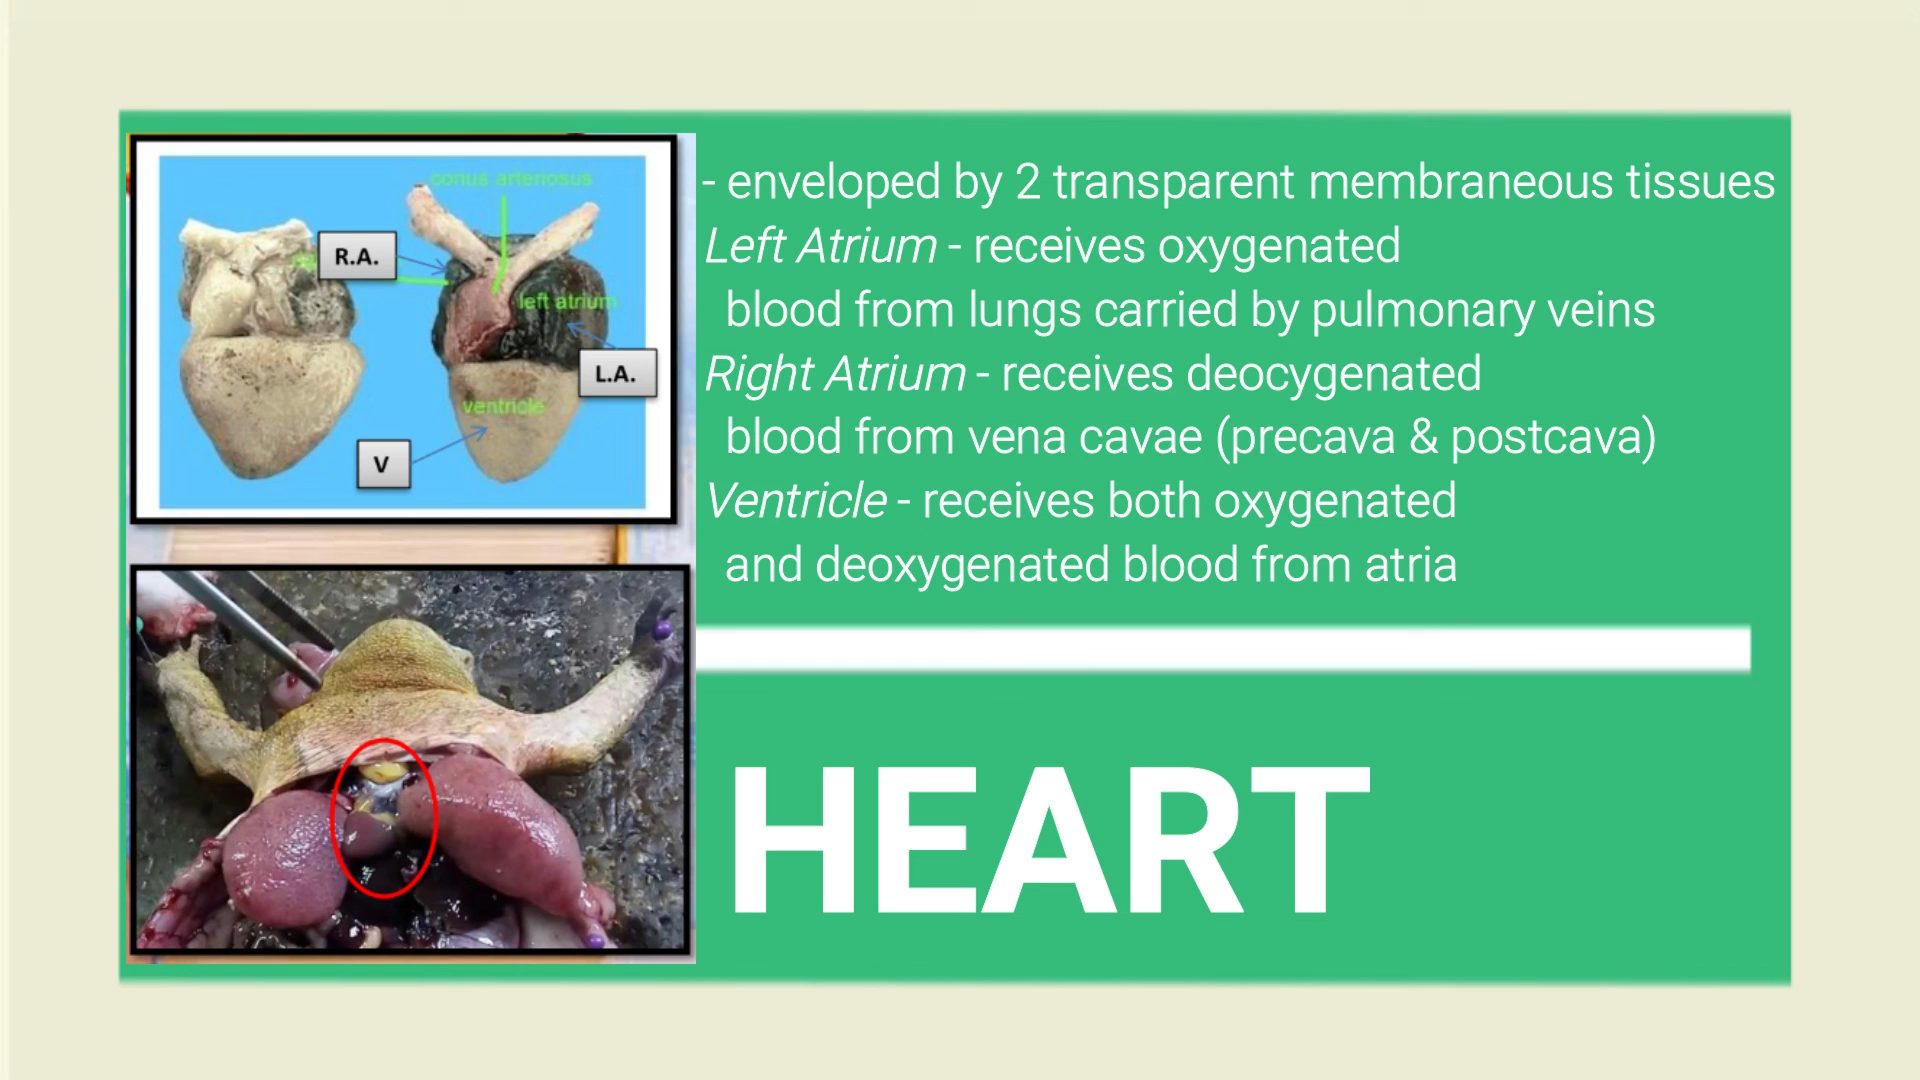 conus arteriosus
R.A.
left atrium
L.A.
ventricle
V
- enveloped by 2 transparent membraneous tissues
Left Atrium - receives oxygenated
blood from lungs carried by pulmonary veins
Right Atrium - receives deocygenated
blood from vena cavae (precava & postcava)
Ventricle - receives both oxygenated
and deoxygenated blood from atria
HEART